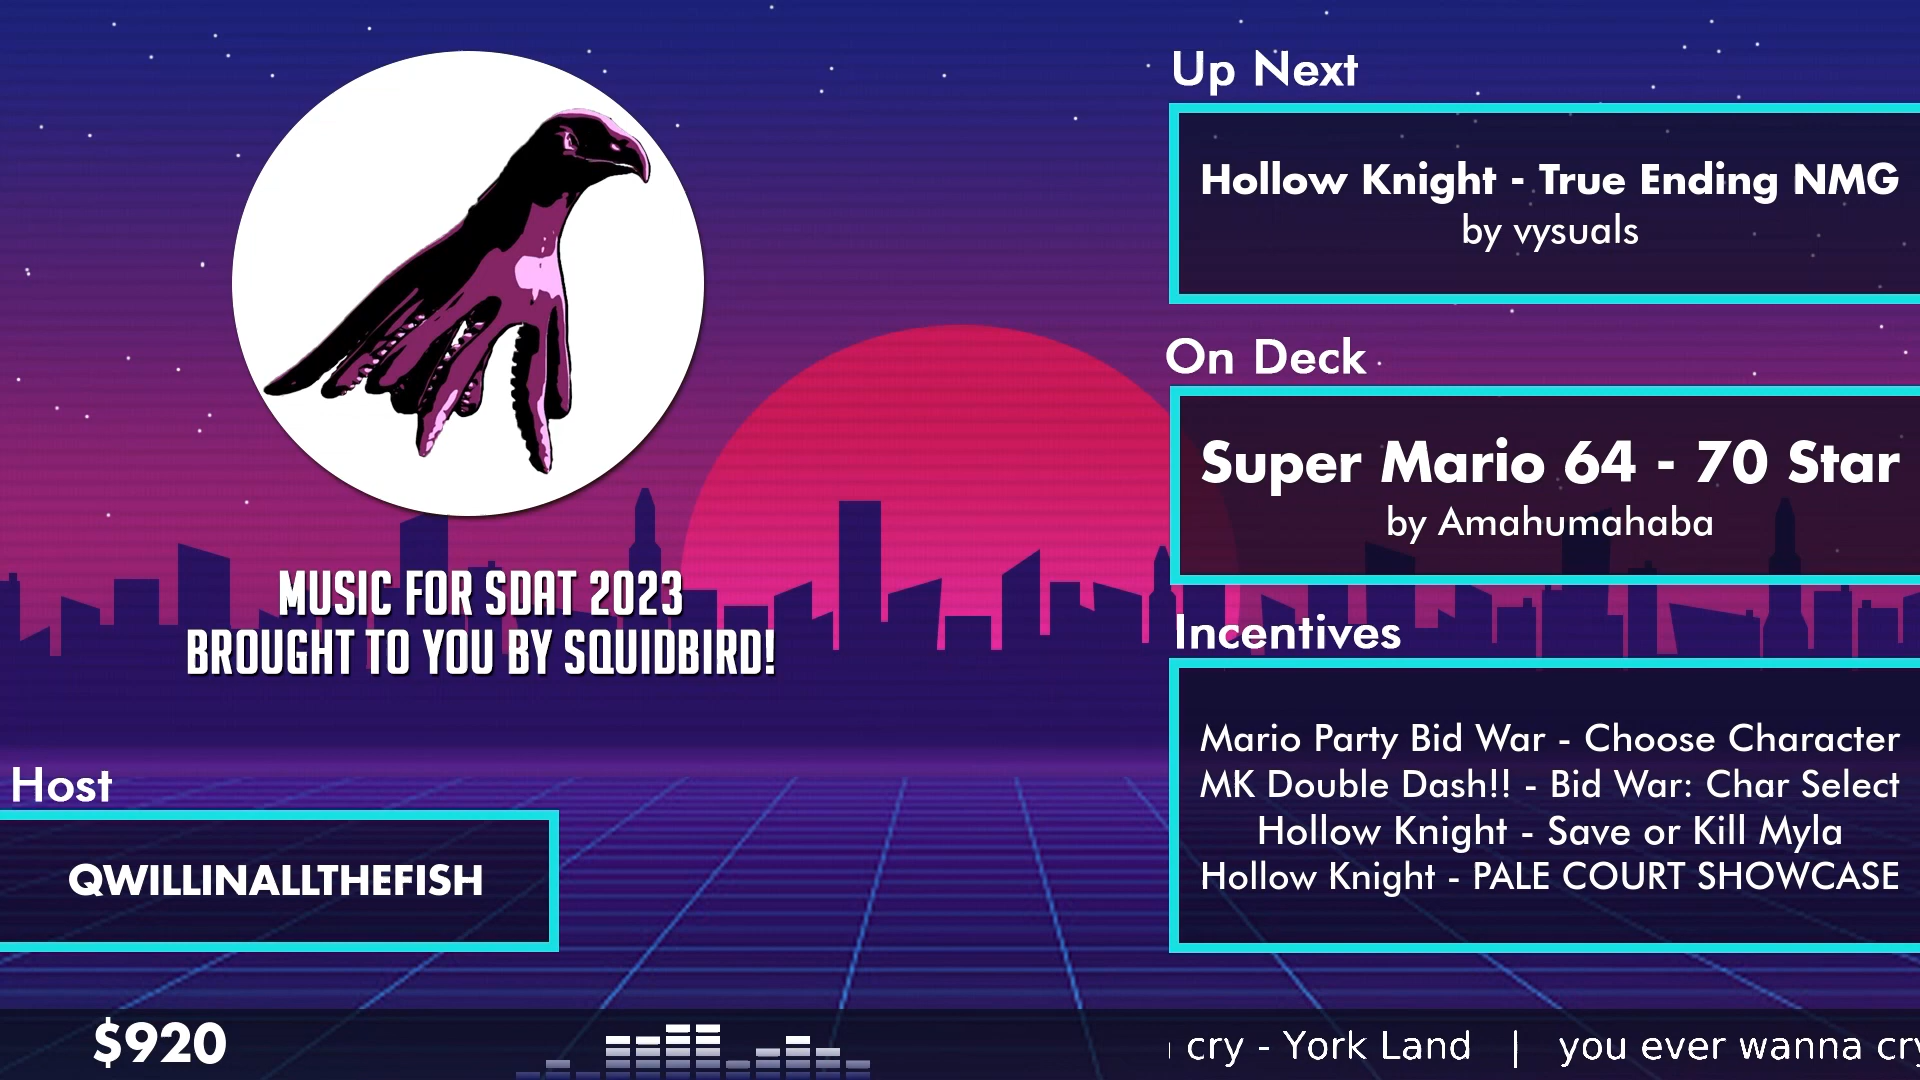 Up Next
Hollow Knight - True Ending NMG
by vysuals
On Deck
Super Mario 64 - 70 Star
by Amahumahaba
MUSIC FOR SDAT 2023
BROUGHT TO YOU BY SQUIDBIRD!
Incentives
Mario Party Bid War - Choose Character
MK Double Dash!! - Bid War: Char Select
Hollow Knight - Save or Kill Myla
Hollow Knight - PALE COURT SHOWCASE
Host
QWILLINALLTHEFISH
$920
cry - York Land | you ever wanna cry